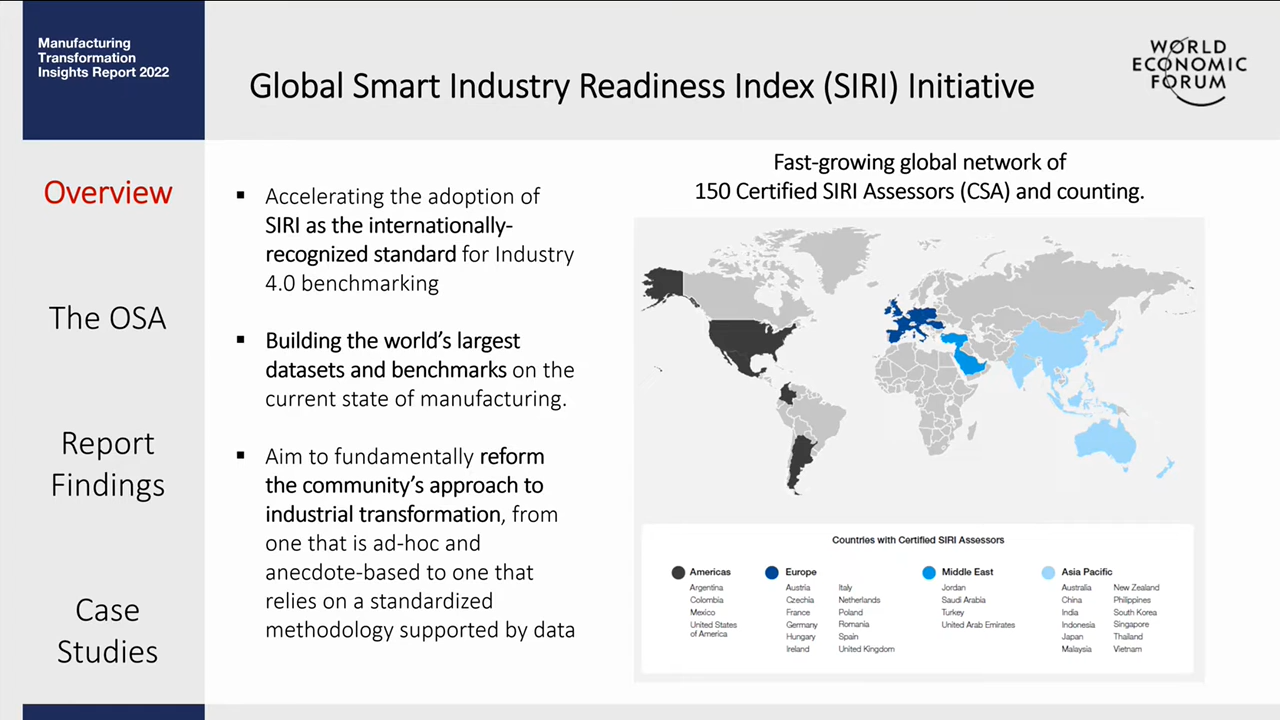 Manufacturing
Transformation
Insights Report 2022
Global Smart Industry Readiness Index (SIRI) Initiative
WORLD
ECONOMIC
FORUM
Overview
The OSA
Report
Findings
Case
Studies
▪ Accelerating the adoption of
SIRI as the internationally-
recognized standard for Industry
4.0 benchmarking
▪ Building the world’s largest
datasets and benchmarks on the
current state of manufacturing.
▪ Aim to fundamentally reform
the community’s approach to
industrial transformation, from
one that is ad-hoc and
anecdote-based to one that
relies on a standardized
methodology supported by data
Fast-growing global network of
150 Certified SIRI Assessors (CSA) and counting.
Countries with Certified SIRI Assessors
Americas
Argentina
Colombia
Mexico
United States
of America
Europe
Austria
Czechia
France
Germany
Hungary
Ireland
Italy
Netherlands
Poland
Romania
Spain
United Kingdom
Middle East
Jordan
Saudi Arabia
Turkey
United Arab Emirates
Asia Pacific
Australia
China
India
Indonesia
Japan
Malaysia
New Zealand
Philippines
South Korea
Singapore
Thailand
Vietnam